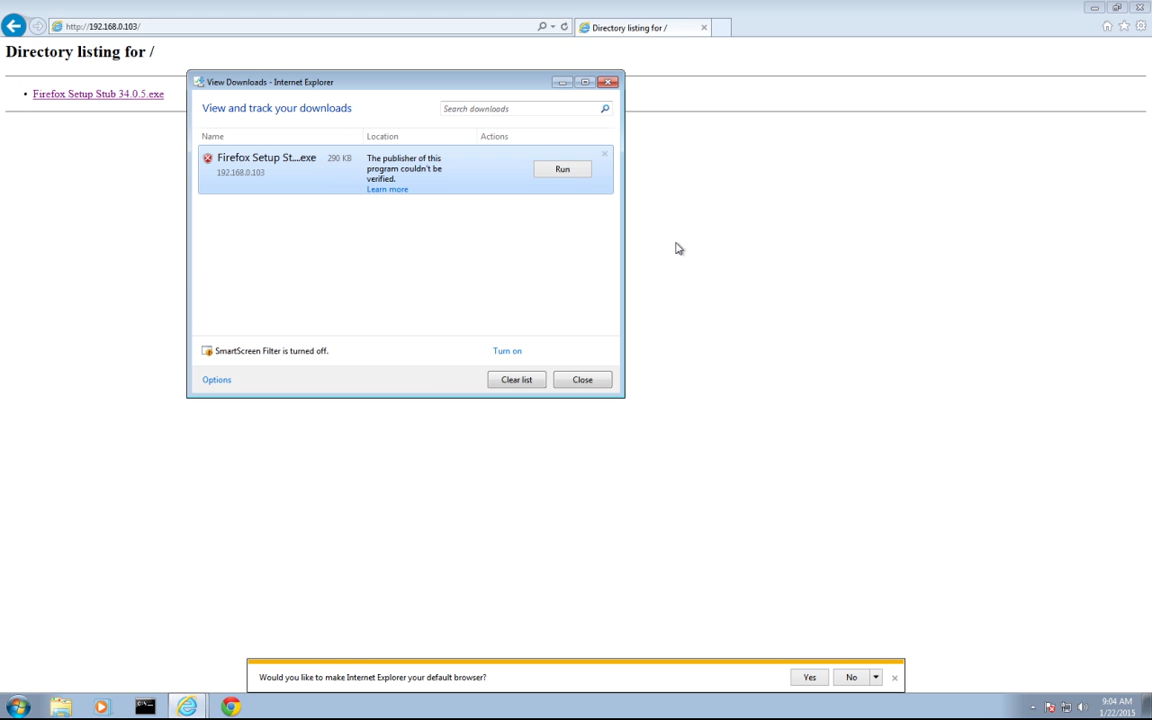 http://192.168.0.103/
Directory listing for /
Directory listing for /
Firefox Setup Stub 34.0.5.exe
View Downloads - Internet Explorer
View and track your downloads
Search downloads
Name
Location
Actions
Firefox Setup St....exe
290 KB
The publisher of this
program couldn't be
verified.
Learn more
Run
192.168.0.103
SmartScreen Filter is turned off.
Turn on
Options
Clear list
Close
Would you like to make Internet Explorer your default browser?
Yes
No
9:04 AM
1/22/2015